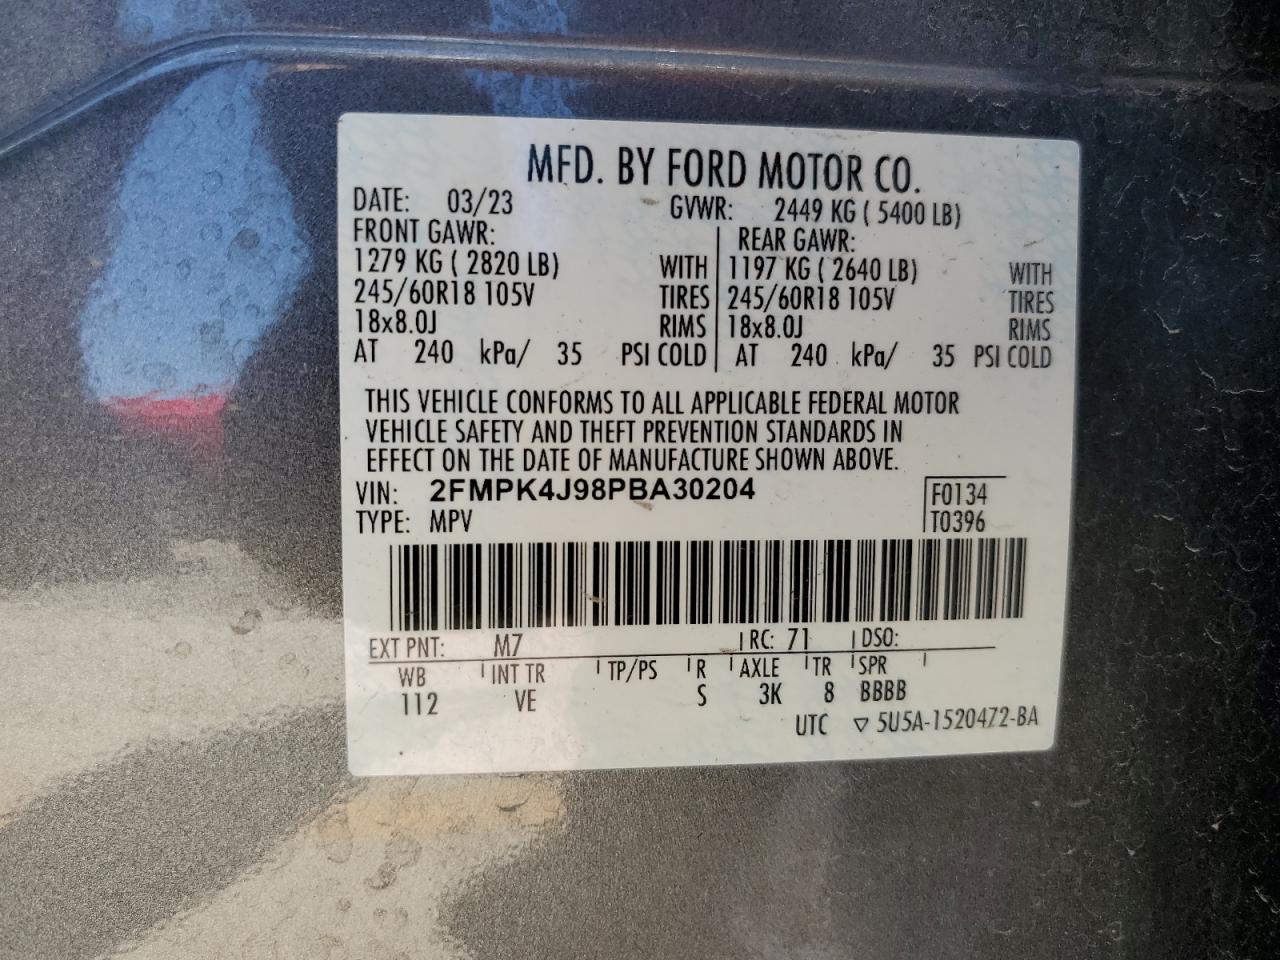 MFD. BY FORD MOTOR CO.
DATE: 03/23 GVWR: 2449 KG ( 5400 LB)
FRONT GAWR: REAR GAWR:
1279 KG ( 2820 LB) WITH 1197 KG ( 2640 LB) WITH
245/60R18 105V TIRES 245/60R18 105V TIRES
18x8.0J RIMS 18x8.0J RIMS
AT 240 kPa/ 35 PSI COLD AT 240 kPa/ 35 PSI COLD
THIS VEHICLE CONFORMS TO ALL APPLICABLE FEDERAL MOTOR
VEHICLE SAFETY AND THEFT PREVENTION STANDARDS IN
EFFECT ON THE DATE OF MANUFACTURE SHOWN ABOVE.
VIN: 2FMPK4J98PBA30204 F0134
TYPE: MPV T0396
EXT PNT: M7 RC: 71 DSO:
WB INT TR TP/PS R AXLE TR SPR
112 VE S 3K 8 BBBB
UTC ▽ 5U5A-1520472-BA